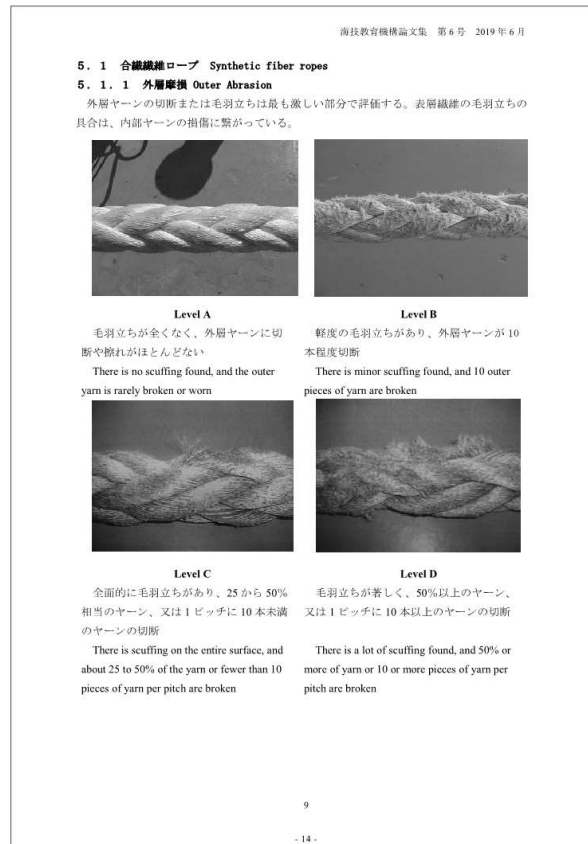 海技教育機構論文集 第6号 2019年6月
5.1 合繊繊維ロープ Synthetic fiber ropes
5.1.1 外層摩損 Outer Abrasion
外層ヤーンの切断または毛羽立ちは最も激しい部分で評価する。表層繊維の毛羽立ちの
具合は、内部ヤーンの損傷に繋がっている。
Level A
毛羽立ちが全くなく、外層ヤーンに切
断や擦れがほとんどない
There is no scuffing found, and the outer
yarn is rarely broken or worn
Level B
軽度の毛羽立ちがあり、外層ヤーンが 10
本程度切断
There is minor scuffing found, and 10 outer
pieces of yarn are broken
Level C
全面的に毛羽立ちがあり、25 から 50%
相当のヤーン、又は 1 ピッチに 10 本未満
のヤーンの切断
There is scuffing on the entire surface, and
about 25 to 50% of the yarn or fewer than 10
pieces of yarn per pitch are broken
Level D
毛羽立ちが著しく、50%以上のヤーン、
又は 1 ピッチに 10 本以上のヤーンの切断
There is a lot of scuffing found, and 50% or
more of yarn or 10 or more pieces of yarn per
pitch are broken
9
- 14 -